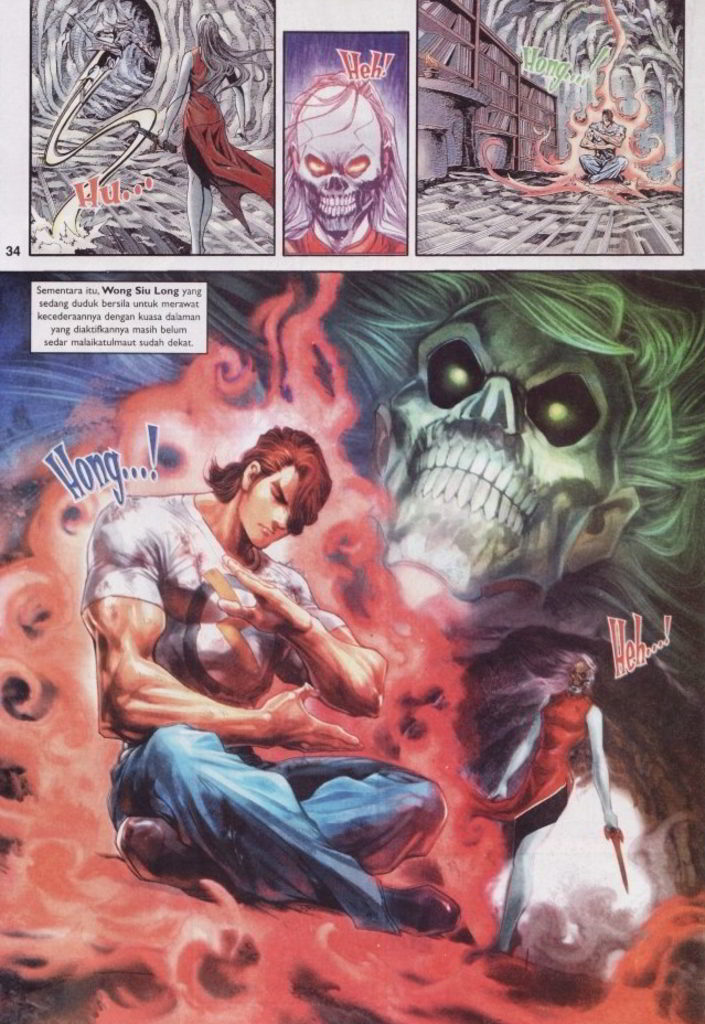 Hu...
Heh!
Hong...!
34
Sementara itu, Wong Siu Long yang
sedang duduk bersila untuk merawat
kecederaannya dengan kuasa dalaman
yang diaktifkannya masih belum
sedar malaikatulmaut sudah dekat.
Hong...!
Heh...!